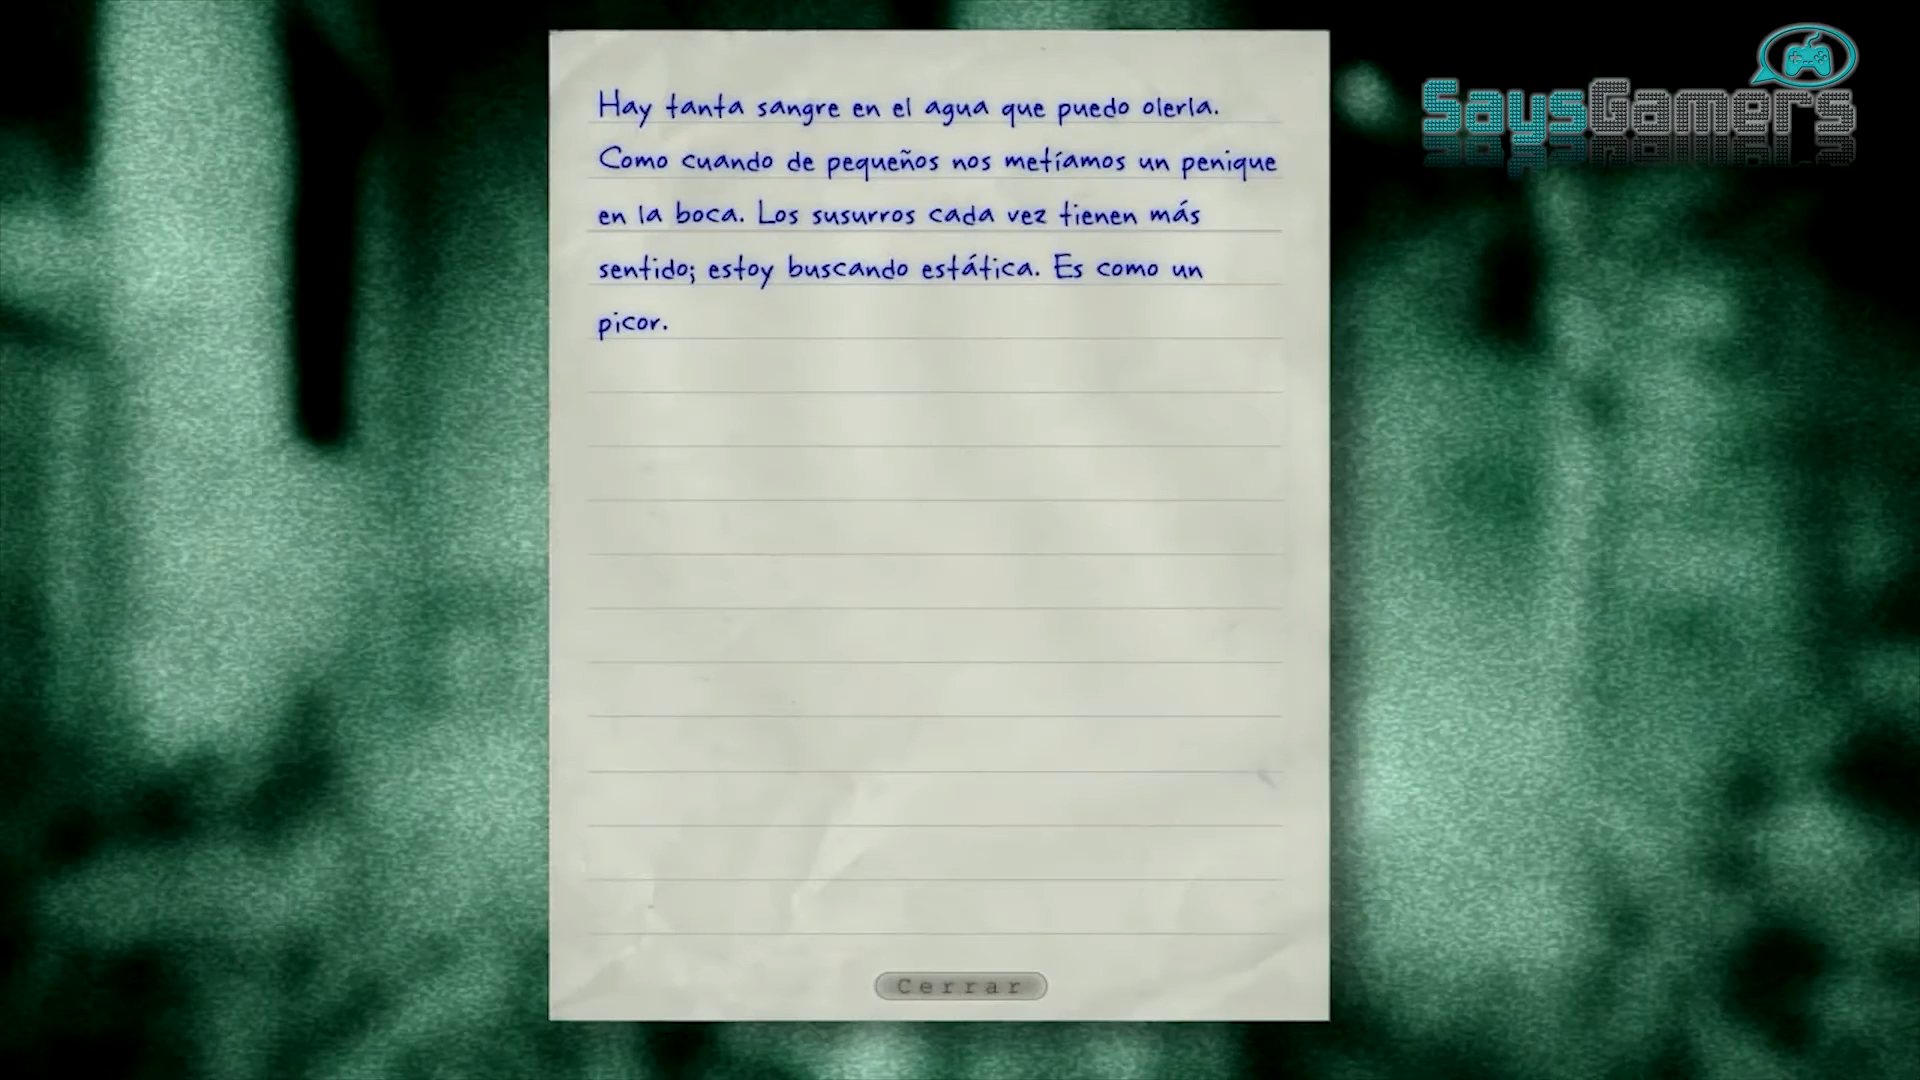 SaysGamers
Hay tanta sangre en el agua que puedo olerla.
Como cuando de pequeños nos metíamos un penique
en la boca. Los susurros cada vez tienen más
sentido; estoy buscando estática. Es como un
picor.
Cerrar